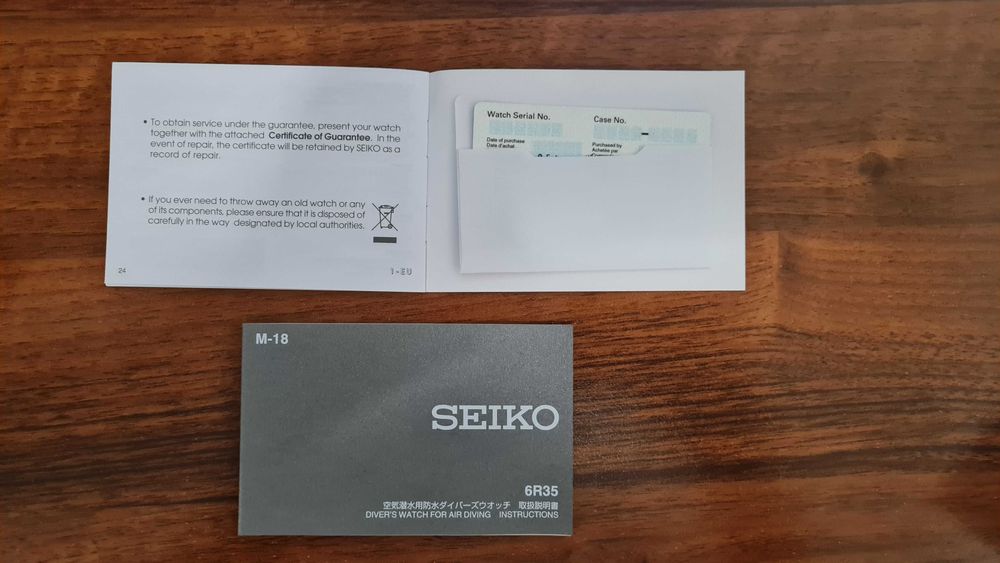 • To obtain service under the guarantee, present your watch
together with the attached Certificate of Guarantee. In the
event of repair, the certificate will be retained by SEIKO as a
record of repair.
• If you ever need to throw away an old watch or any
of its components, please ensure that it is disposed of
carefully in the way designated by local authorities.
24
1-EU
Watch Serial No.
Case No.
Date of purchase
Date d'achat
Purchased by
Achetée par
M-18
SEIKO
6R35
空気潜水用防水ダイバーズウオッチ 取扱説明書
DIVER'S WATCH FOR AIR DIVING INSTRUCTIONS